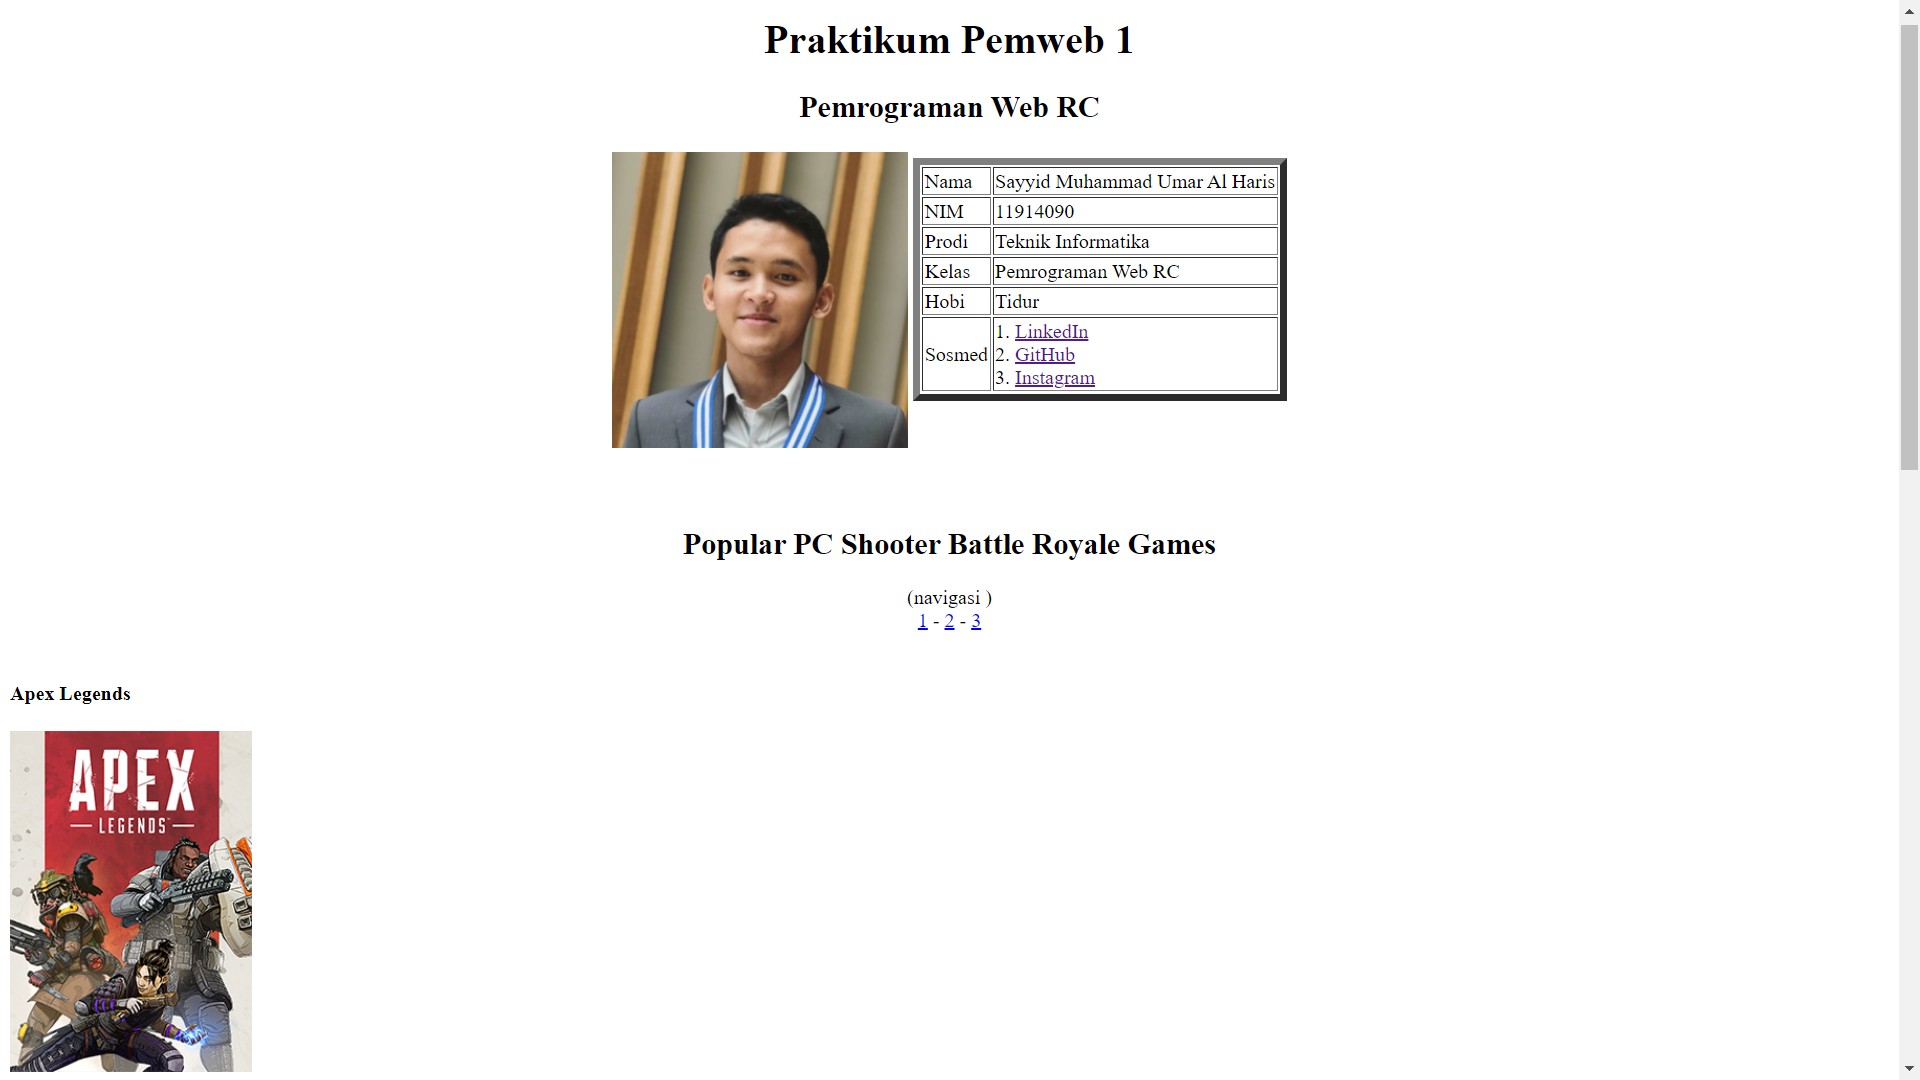 Praktikum Pemweb 1
Pemrograman Web RC
Nama Sayyid Muhammad Umar Al Haris
NIM 11914090
Prodi Teknik Informatika
Kelas Pemrograman Web RC
Hobi Tidur
Sosmed
1. LinkedIn
2. GitHub
3. Instagram
Popular PC Shooter Battle Royale Games
(navigasi )
1 - 2 - 3
Apex Legends
APEX
LEGENDS